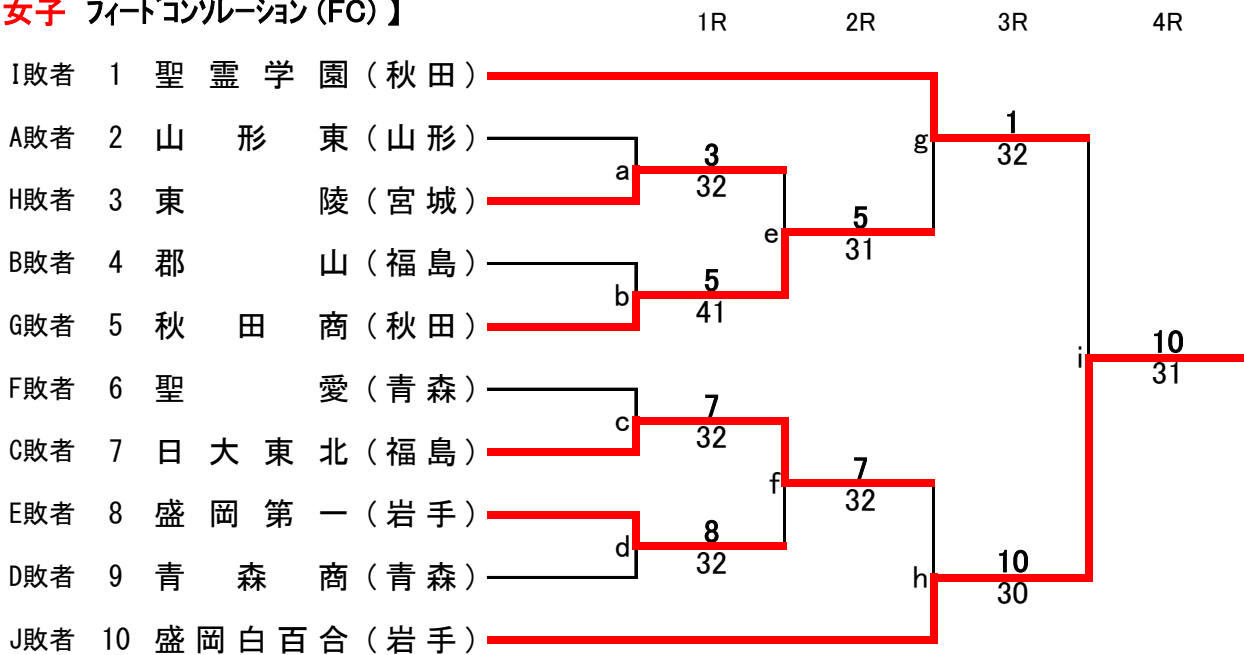 女子 フィードコンソレーション(FC)】
1R 2R 3R 4R
I敗者 1 聖霊学園(秋田)
A敗者 2 山形東(山形)
H敗者 3 東陵(宮城)
B敗者 4 郡山(福島)
G敗者 5 秋田商(秋田)
F敗者 6 聖愛(青森)
C敗者 7 日大東北(福島)
E敗者 8 盛岡第一(岩手)
D敗者 9 青森商(青森)
J敗者 10 盛岡白百合(岩手)
a 3
32
b 5
41
c 7
32
d 8
32
e 5
31
f 7
32
g 1
32
h 10
30
i 10
31